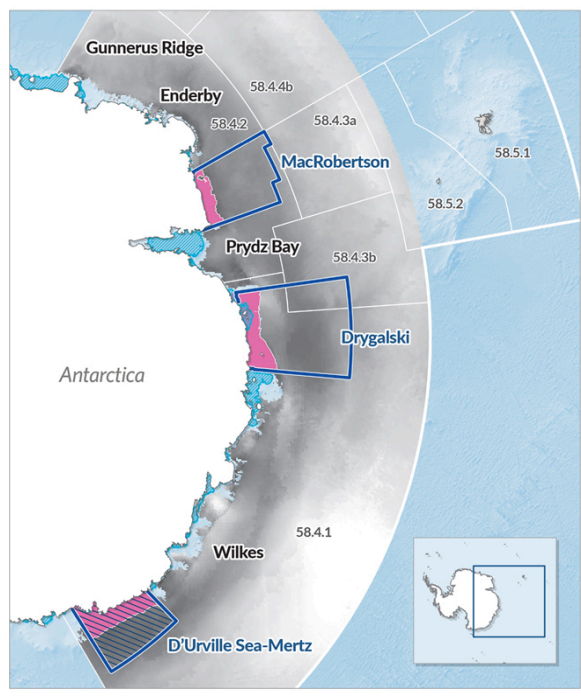 Gunnerus Ridge
Enderby
58.4.4b
58.4.2
58.4.3a
58.5.1
MacRobertson
58.5.2
Prydz Bay
58.4.3b
Drygalski
Antarctica
58.4.1
Wilkes
D'Urville Sea-Mertz